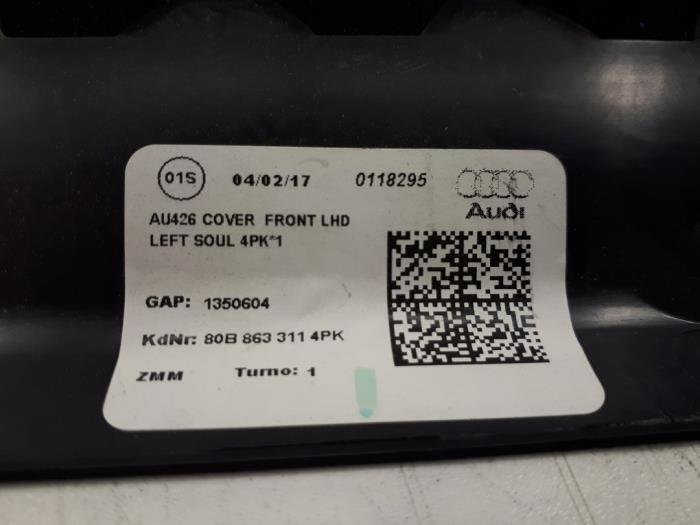 01S 04/02/17 0118295
Audi
AU426 COVER FRONT LHD
LEFT SOUL 4PK*1
GAP: 1350604
KdNr: 80B 863 311 4PK
ZMM Turno: 1